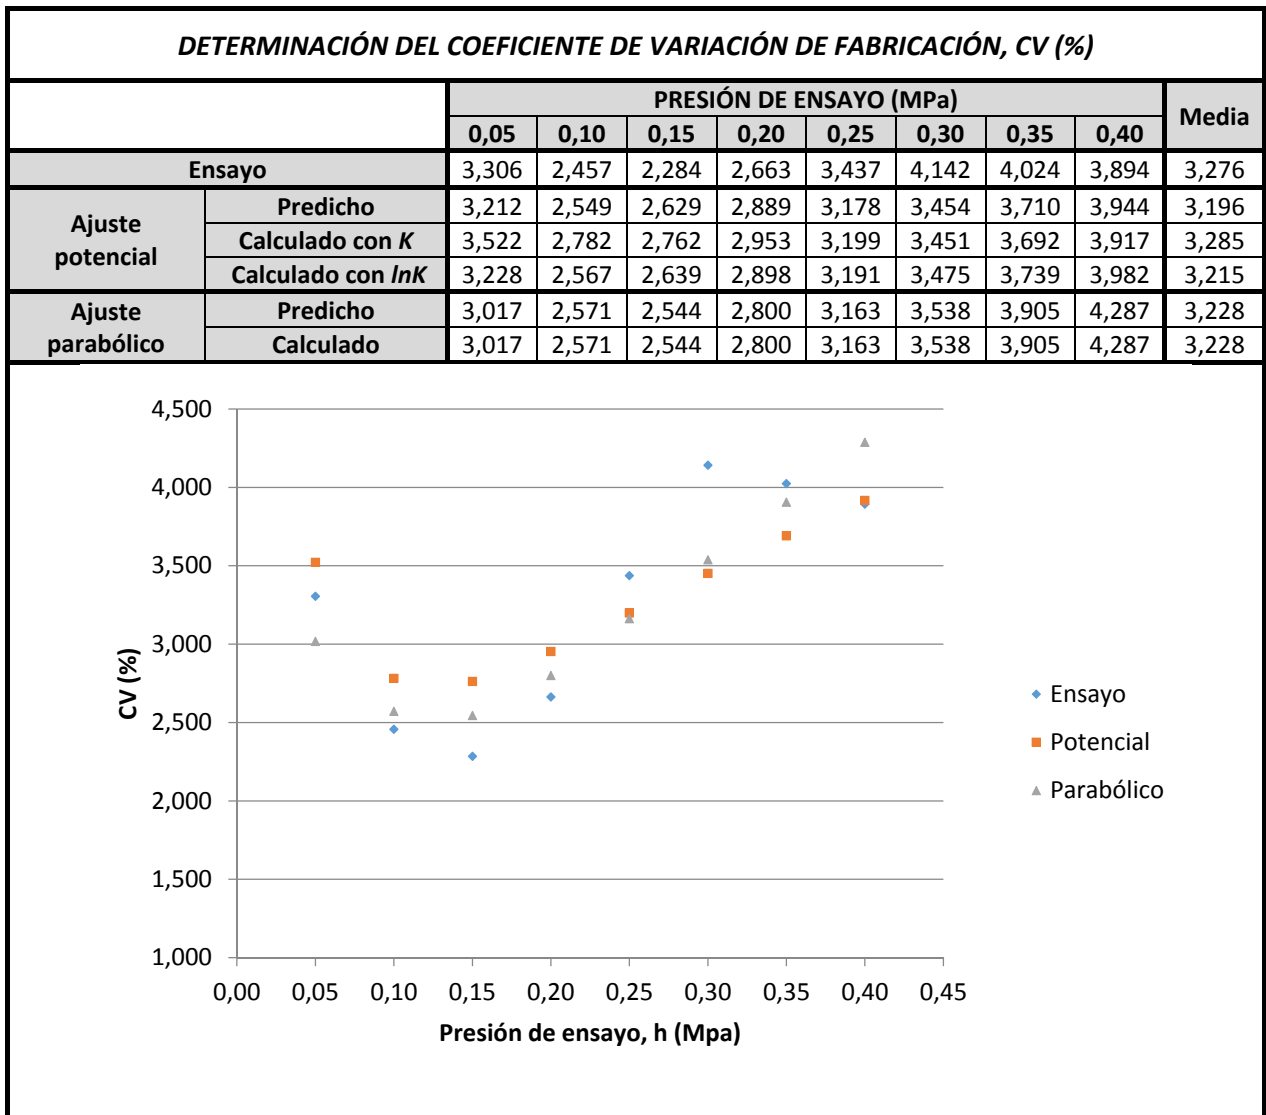 DETERMINACIÓN DEL COEFICIENTE DE VARIACIÓN DE FABRICACIÓN, CV (%)
PRESIÓN DE ENSAYO (MPa) Media
0,05 0,10 0,15 0,20 0,25 0,30 0,35 0,40
Ensayo 3,306 2,457 2,284 2,663 3,437 4,142 4,024 3,894 3,276
Ajuste potencial Predicho 3,212 2,549 2,629 2,889 3,178 3,454 3,710 3,944 3,196
Calculado con K 3,522 2,782 2,762 2,953 3,199 3,451 3,692 3,917 3,285
Calculado con lnK 3,228 2,567 2,639 2,898 3,191 3,475 3,739 3,982 3,215
Ajuste parabólico Predicho 3,017 2,571 2,544 2,800 3,163 3,538 3,905 4,287 3,228
Calculado 3,017 2,571 2,544 2,800 3,163 3,538 3,905 4,287 3,228
4,500
4,000
3,500
3,000
2,500
2,000
1,500
1,000
CV (%)
0,00 0,05 0,10 0,15 0,20 0,25 0,30 0,35 0,40 0,45
Presión de ensayo, h (Mpa)
Ensayo
Potencial
Parabólico